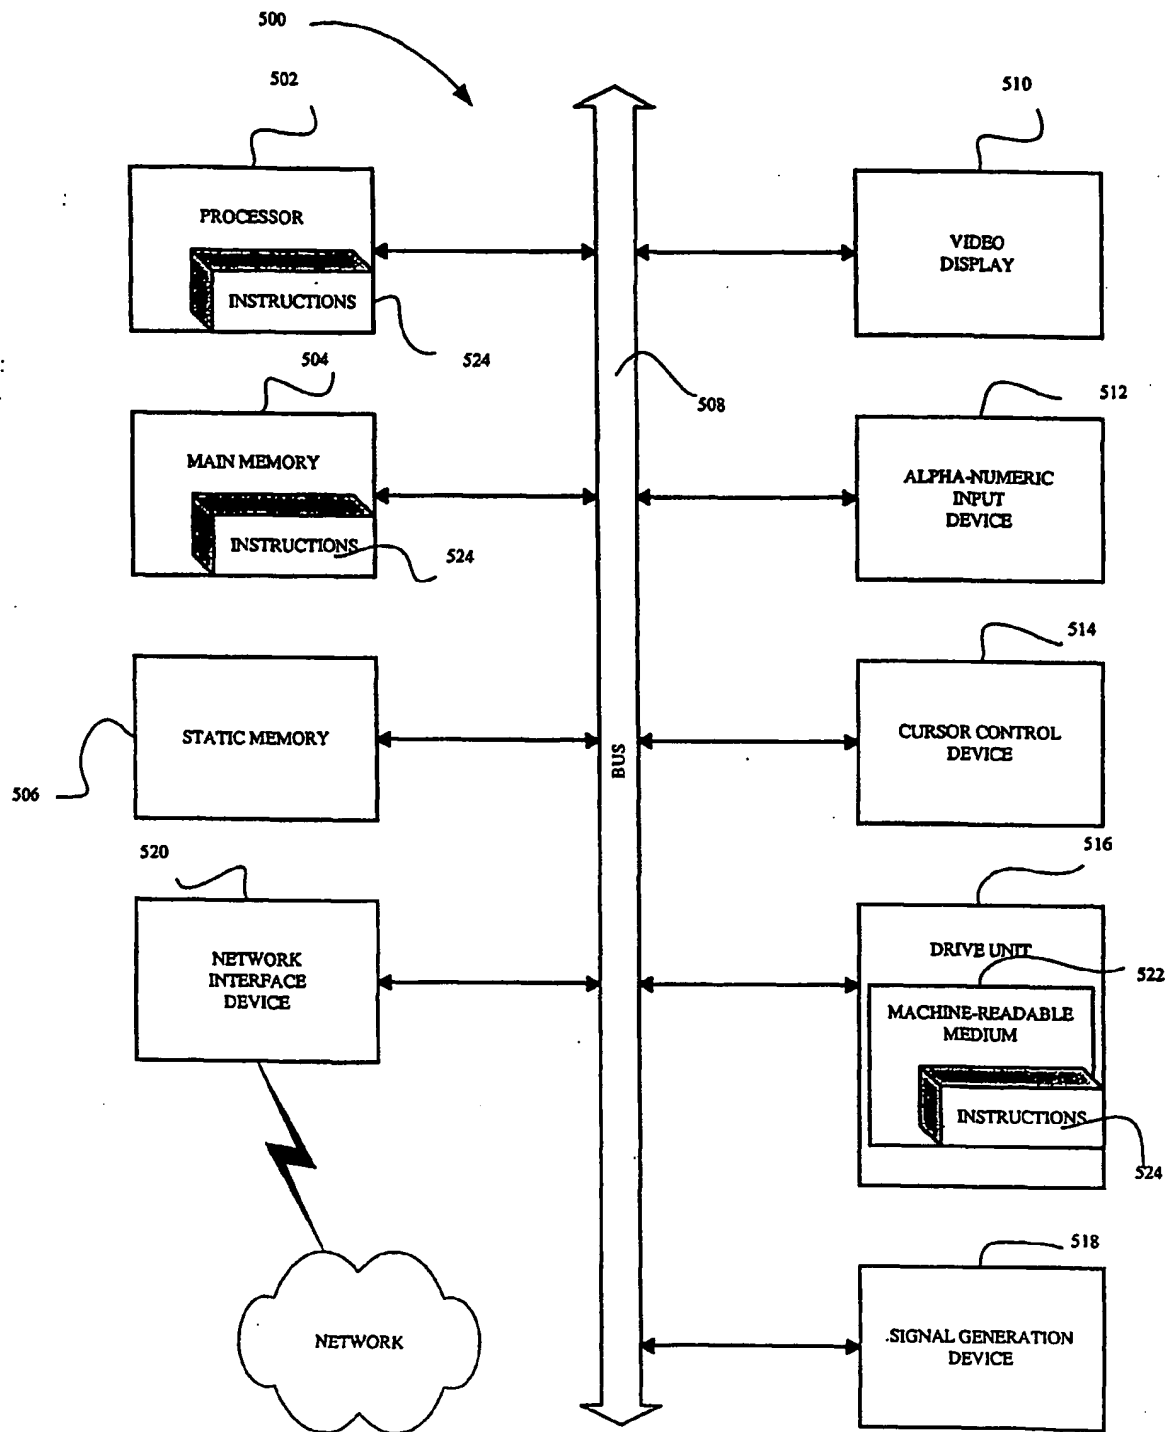 500
502
PROCESSOR
INSTRUCTIONS
524
504
MAIN MEMORY
INSTRUCTIONS
524
STATIC MEMORY
506
520
NETWORK
INTERFACE
DEVICE
NETWORK
BUS
508
510
VIDEO
DISPLAY
512
ALPHA-NUMERIC
INPUT
DEVICE
514
CURSOR CONTROL
DEVICE
516
DRIVE UNIT
522
MACHINE-READABLE
MEDIUM
INSTRUCTIONS
524
518
SIGNAL GENERATION
DEVICE